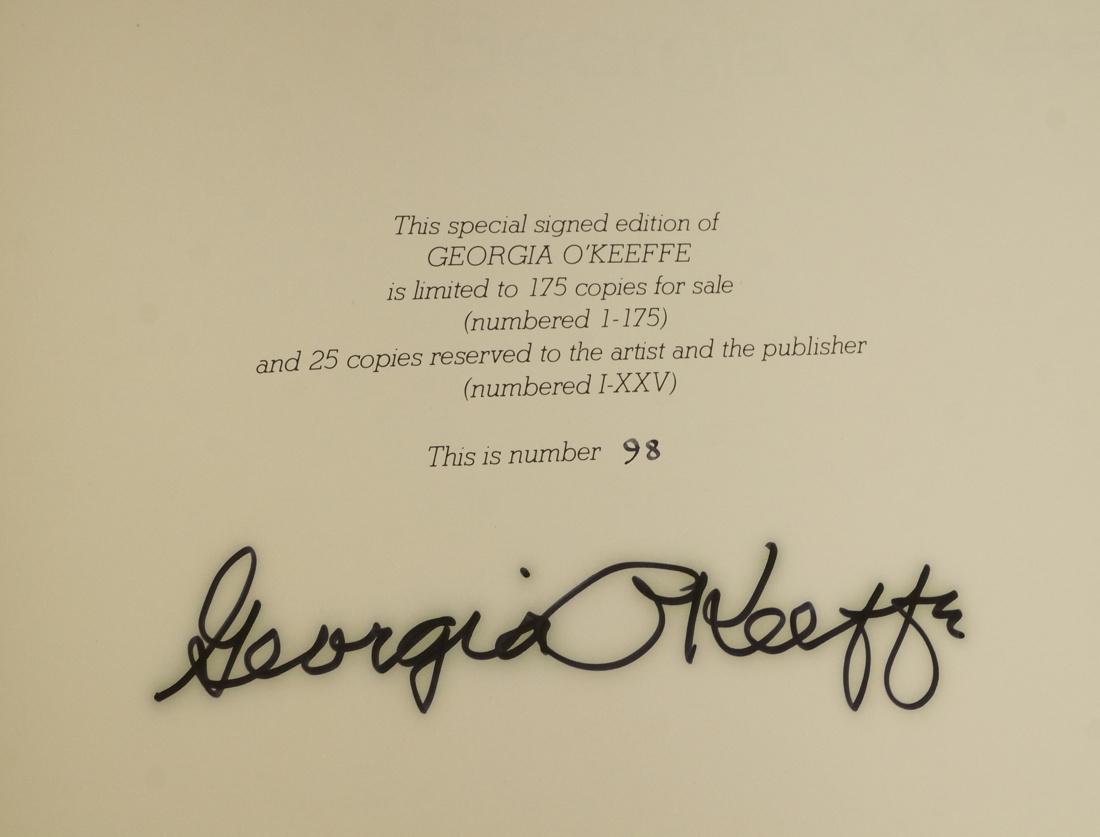 This special signed edition of
GEORGIA O'KEEFFE
is limited to 175 copies for sale
(numbered 1-175)
and 25 copies reserved to the artist and the publisher
(numbered I-XXV)
This is number 98
Georgia O'Keeffe